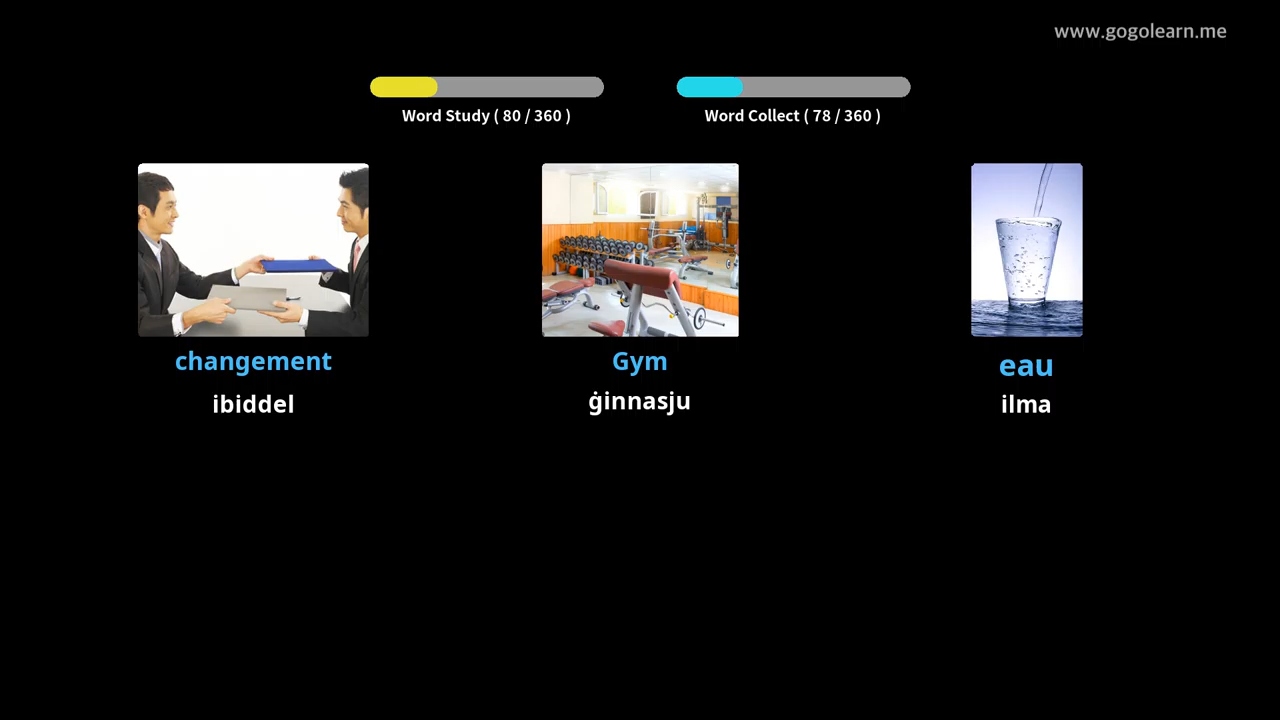 www.gogolearn.me
Word Study ( 80 / 360 )
Word Collect ( 78 / 360 )
changement
Gym
eau
ibiddel
ġinnasju
ilma